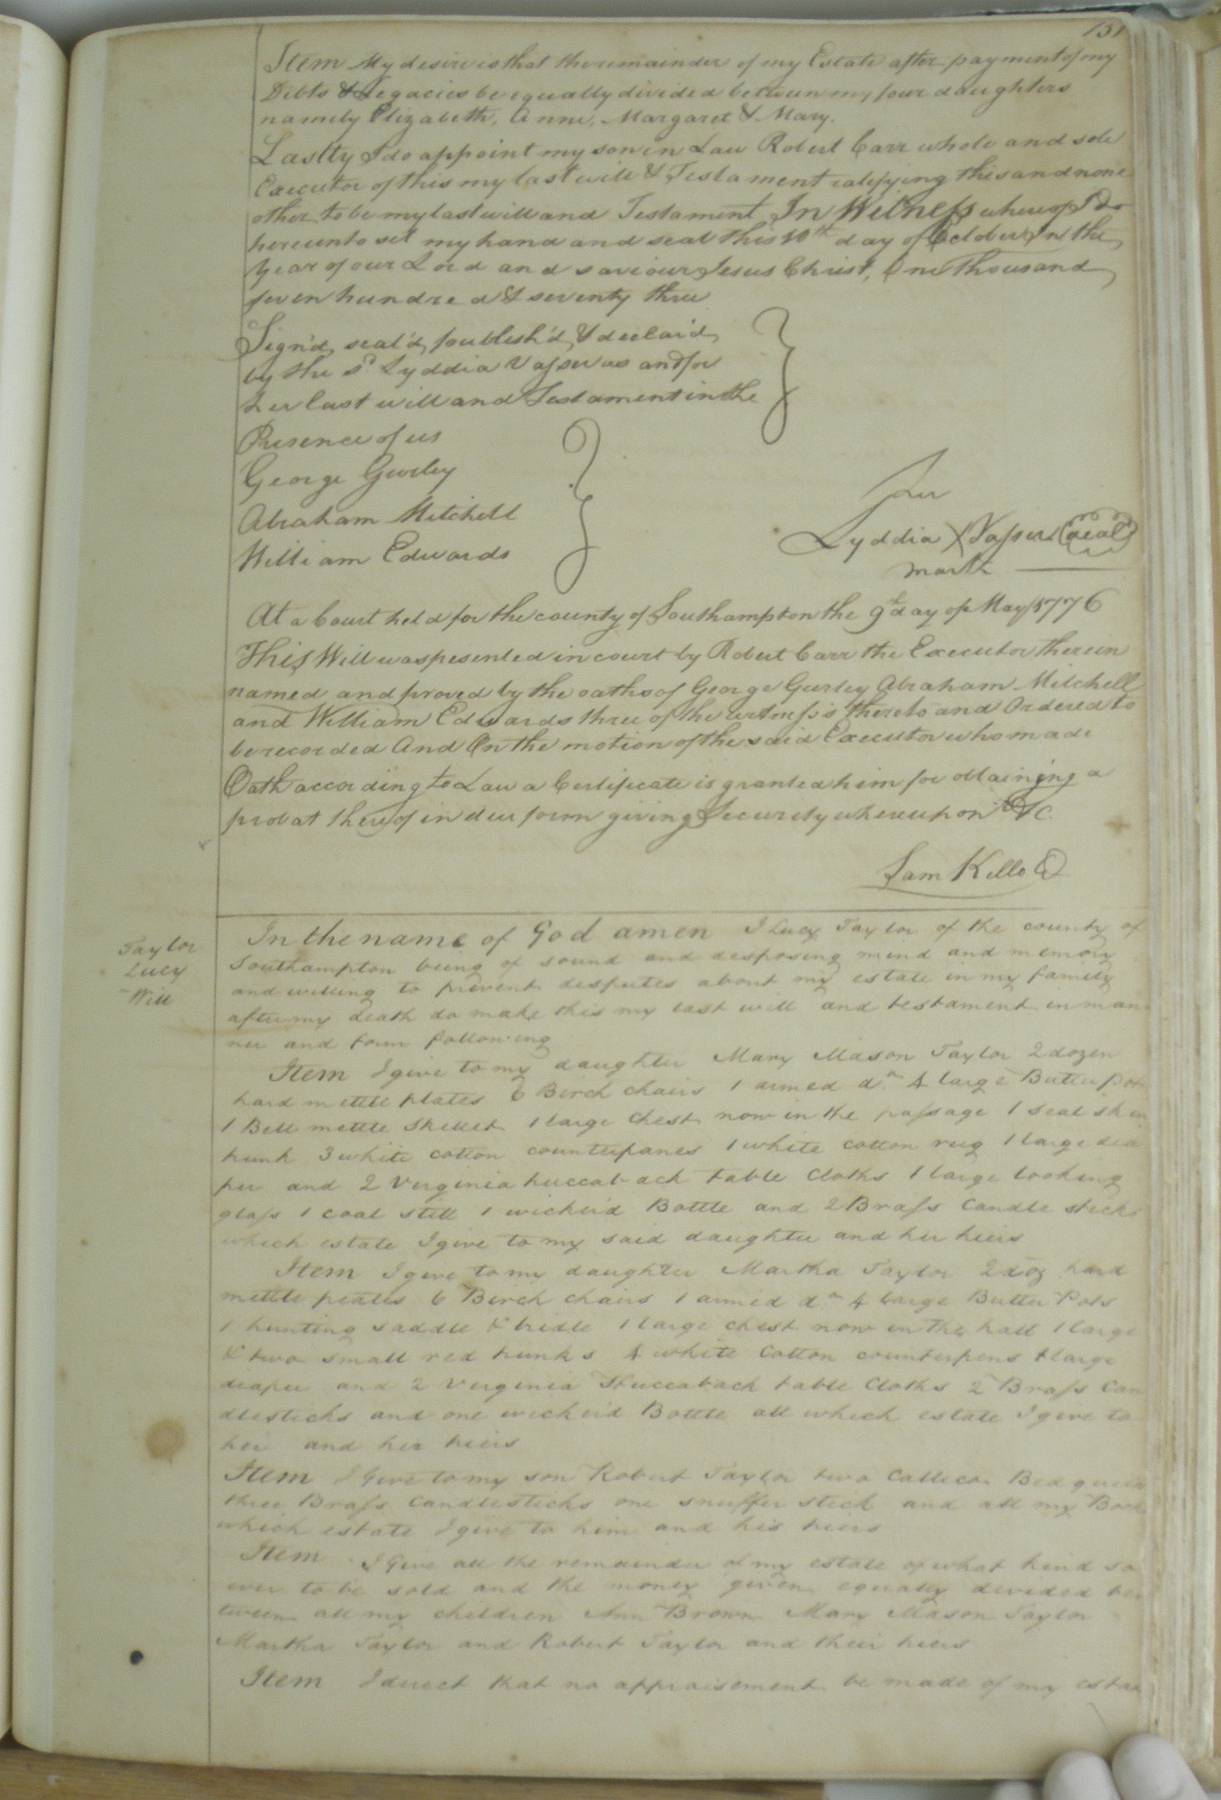 151
Item My desire is that the remainder of my Estate after payment of my
Debts & Legacies be equally divided between my four daughters
namely Elizabeth, Anne, Margaret & Mary.
Lastly I do appoint my son in Law Robert Carr whole and sole
Executor of this my last will & Testament ratifying this and none
other to be my last will and Testament In Witness whereof I Do
hereunto set my hand and seal this 10th day of October in the
year of our Lord and saviour Jesus Christ, One thousand
seven hundred & seventy three
Sign'd, seal'd, publish'd, & declar'd,
by the sd Lyddia Vasser as and for
her last will and Testament in the
Presence of us
George Gurley
Abraham Mitchell
William Edwards
her
Lyddia X Vasser (seal)
mark
At a Court held for the county of Southampton the 9th day of May 1776
This Will was presented in court by Robert Carr the Executor therein
named and proved by the oaths of George Gurley Abraham Mitchell
and William Edwards three of the witnesses thereto and Ordered to
be recorded And On the motion of the said Executor who made
Oath according to Law a Certificate is granted him for obtaining a
probat thereof in due form giving Security whereupon &c.
Sam Kello
Taylor
Lucy
Will
In the name of God amen I Lucy Taylor of the county of
Southampton being of sound and desposing mind and memory
and willing to prevent desputes about my estate in my family
after my death do make this my last will and testament in man
ner and form following
Item I give to my daughter Mary Mason Taylor 2 dozen
hard mettle plates 6 Birch chairs 1 armed do 4 large Butter Pots
1 Bell mettle Skillet 1 large Chest now in the passage 1 seal skin
trunk 3 white cotton counterpanes 1 white cotton rug 1 large dia
per and 2 Verginia huccaback table Cloths 1 large looking
glass 1 coal still 1 wicker'd Bottle and 2 Brass Candle sticks
which estate I give to my said daughter and her heirs
Item I give to my daughter Martha Taylor 2 doz hard
mettle plates 6 Birch chairs 1 armed do 4 large Butter Pots
1 hunting saddle & bridle 1 large chest now in the hall 1 large
& two small red trunks 4 white Cotton counterpens 1 large
diaper and 2 Verginia Huccaback table Cloths 2 Brass Can
dlesticks and one wicker'd Bottle all which estate I give to
her and her heirs
Item I Give to my son Robert Taylor two Callico Bedquilts
three Brass Candlesticks one snuffer stick and all my Book
which estate I give to him and his heirs
Item I Give all the remainder of my estate of what kind so
ever to be sold and the money given equally devided be
tween all my children Ann Brown Mary Mason Taylor
Martha Taylor and Robert Taylor and their heirs
Item I direct that no appraisement be made of my estate